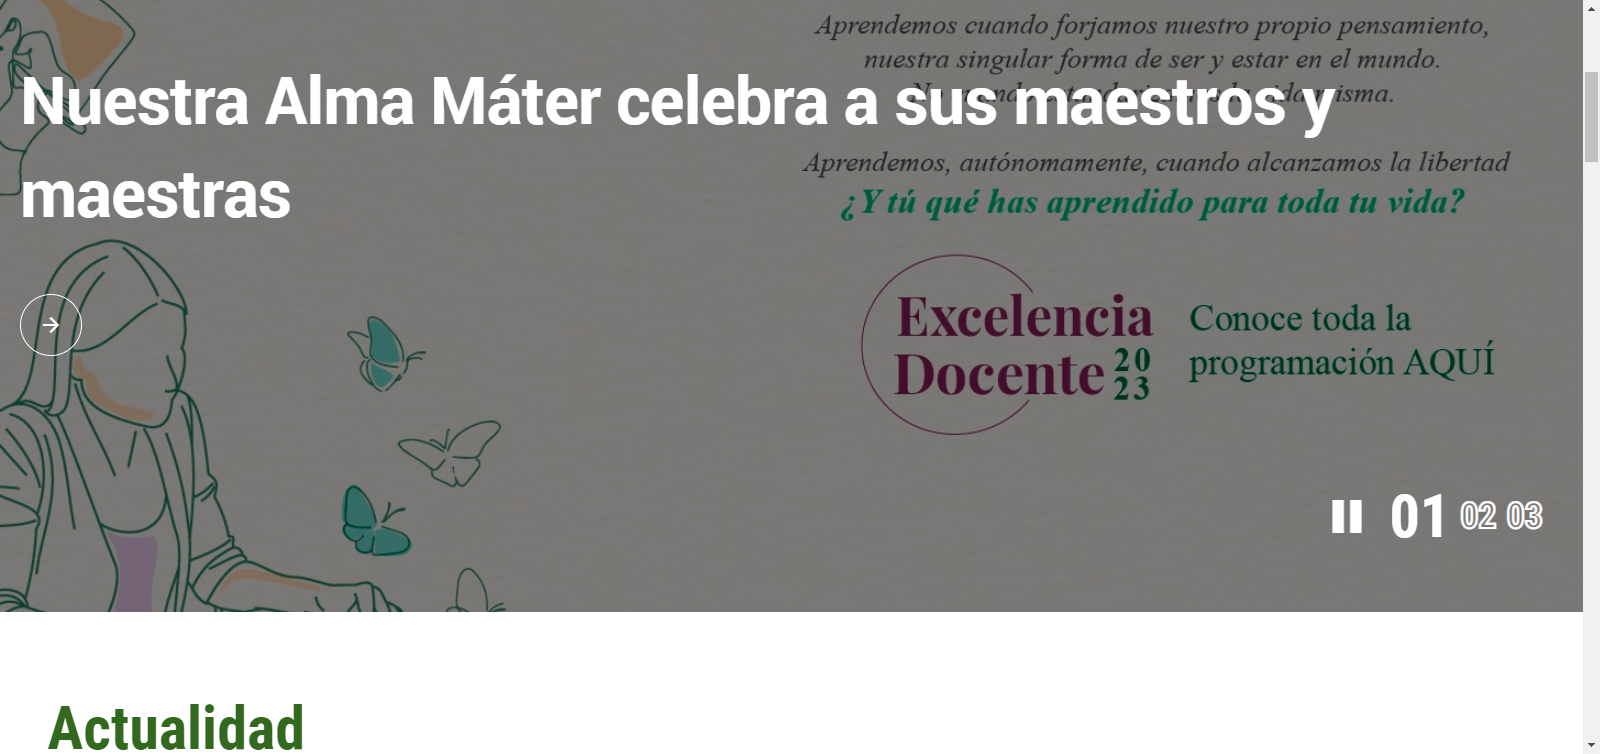 Aprendemos cuando forjamos nuestro propio pensamiento,
nuestra singular forma de ser y estar en el mundo.
misma.
Nuestra Alma Máter celebra a sus maestros y
maestras
Aprendemos, autónomamente, cuando alcanzamos la libertad
¿Y tú qué has aprendido para toda tu vida?
Excelencia
Docente 2023
Conoce toda la
programación AQUÍ
01 02 03
Actualidad